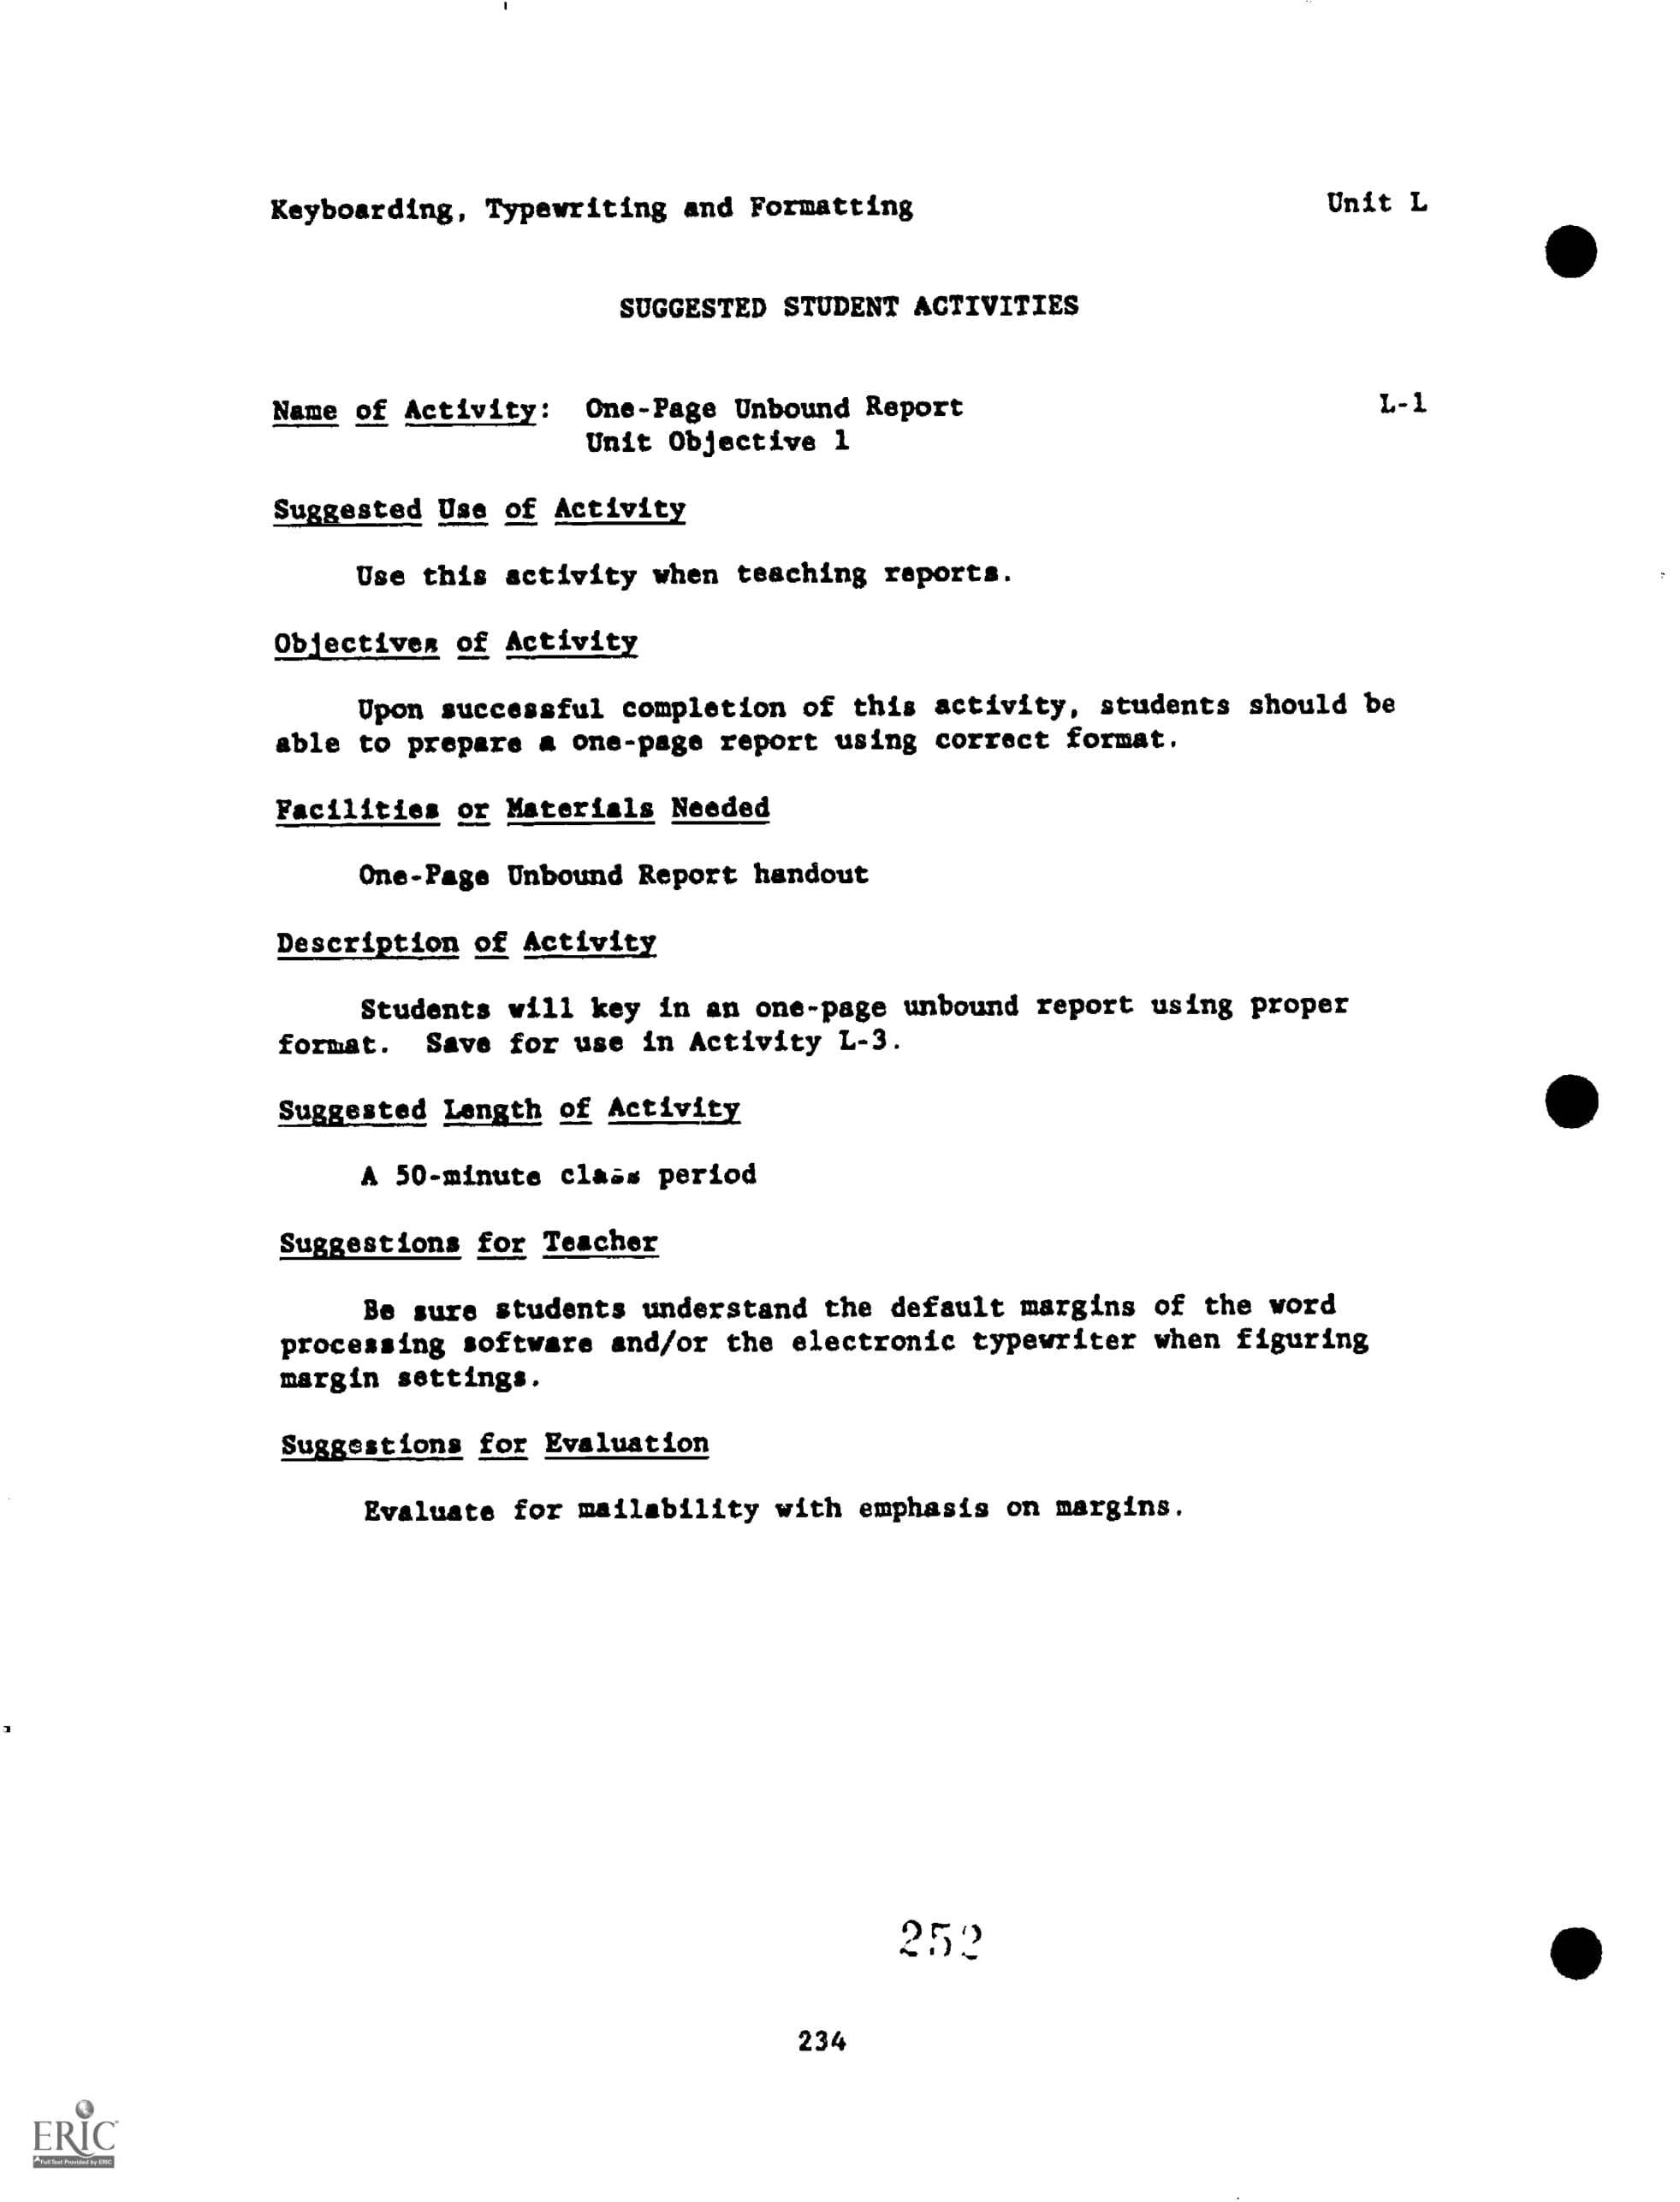 Keyboarding, Typewriting and Formatting Unit L
SUGGESTED STUDENT ACTIVITIES
Name of Activity: One-Page Unbound Report L-1
Unit Objective 1
Suggested Use of Activity
Use this activity when teaching reports.
Objectives of Activity
Upon successful completion of this activity, students should be
able to prepare a one-page report using correct format.
Facilities or Materials Needed
One-Page Unbound Report handout
Description of Activity
Students will key in an one-page unbound report using proper
format. Save for use in Activity L-3.
Suggested Length of Activity
A 50-minute class period
Suggestions for Teacher
Be sure students understand the default margins of the word
processing software and/or the electronic typewriter when figuring
margin settings.
Suggestions for Evaluation
Evaluate for mailability with emphasis on margins.
252
234
ERIC
Full Text Provided by ERIC